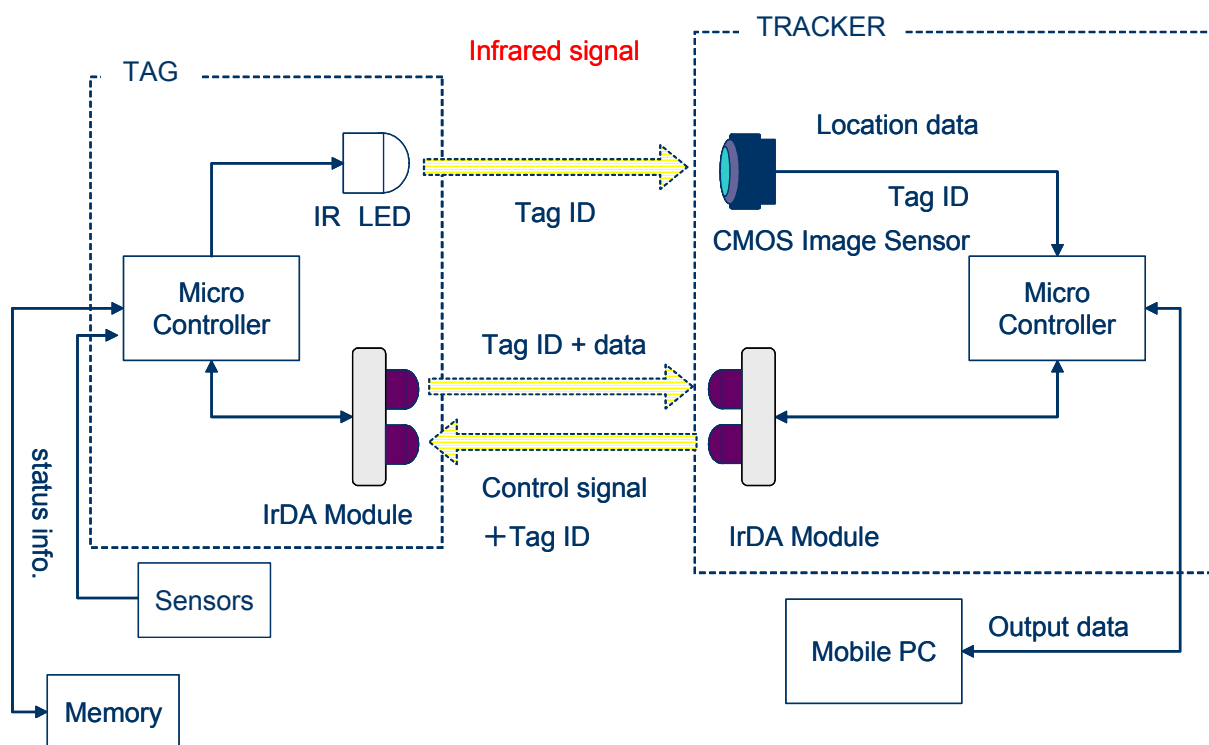 TRACKER
Infrared signal
TAG
Location data
Tag ID
IR LED
Tag ID
CMOS Image Sensor
Micro
Controller
Micro
Controller
Tag ID + data
status info.
Control signal
+Tag ID
IrDA Module
IrDA Module
Sensors
Output data
Mobile PC
Memory